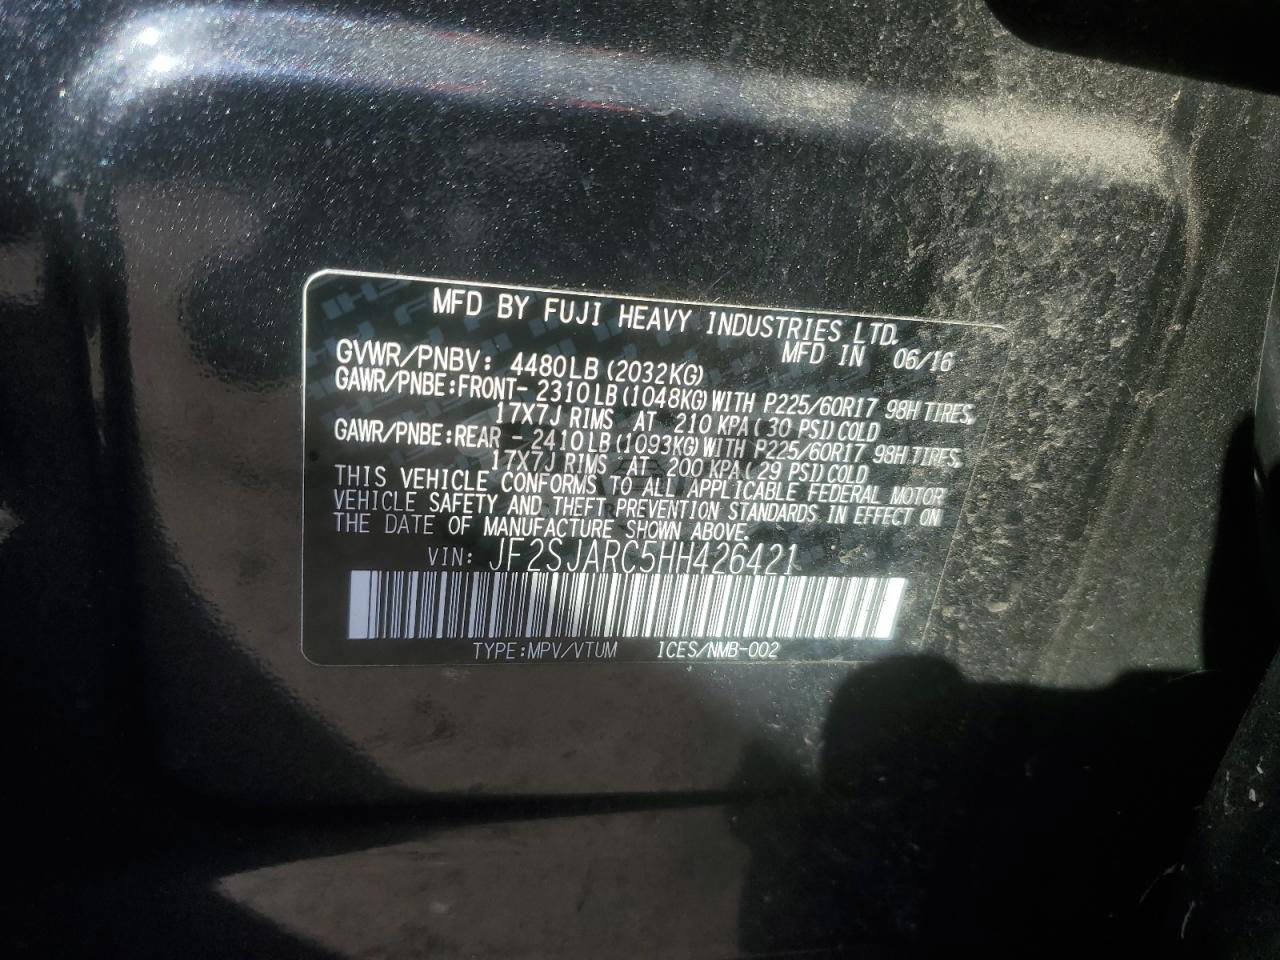 MFD BY FUJI HEAVY INDUSTRIES LTD.
MFD IN 06/16
GVWR/PNBV: 4480LB (2032KG)
GAWR/PNBE:FRONT- 2310LB (1048KG) WITH P225/60R17 98H TIRES,
17X7J RIMS AT 210 KPA ( 30 PSI) COLD
GAWR/PNBE:REAR - 2410LB (1093KG) WITH P225/60R17 98H TIRES,
17X7J RIMS AT 200 KPA ( 29 PSI) COLD
THIS VEHICLE CONFORMS TO ALL APPLICABLE FEDERAL MOTOR
VEHICLE SAFETY AND THEFT PREVENTION STANDARDS IN EFFECT ON
THE DATE OF MANUFACTURE SHOWN ABOVE.
VIN: JF2SJARC5HH426421
TYPE:MPV/VTUM ICES/NMB-002